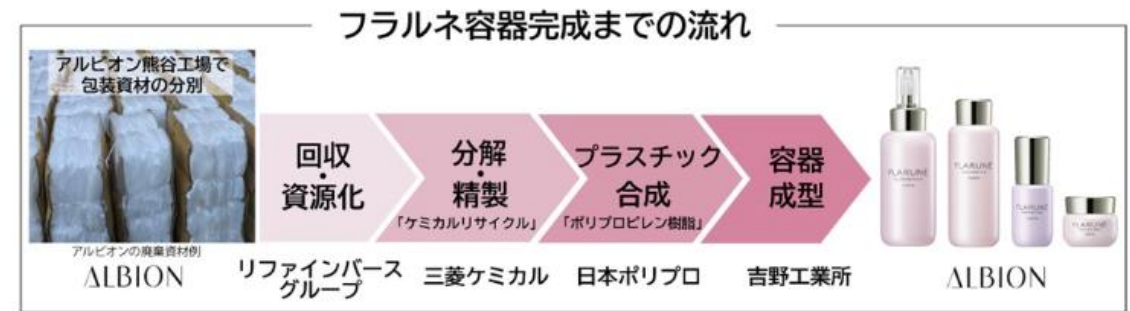 フラルネ容器完成までの流れ
アルビオン熊谷工場で
包装資材の分別
アルビオンの廃棄資材例
ALBION
回収
・
資源化
リファインバース
グループ
分解
・
精製
「ケミカルリサイクル」
三菱ケミカル
プラスチック
合成
「ポリプロピレン樹脂」
日本ポリプロ
容器
成型
吉野工業所
FLARUNÉ
FLARUNÉ
FLARUNÉ
FLARUNÉ
ALBION